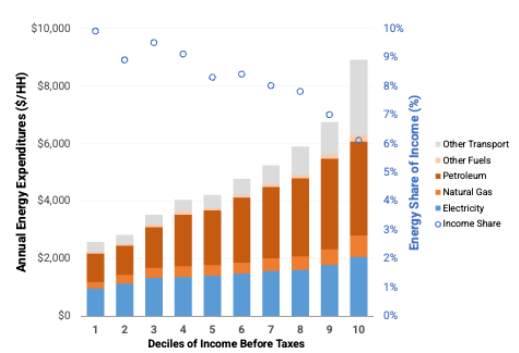 $10,000
$8,000
$6,000
$4,000
$2,000
$0
Annual Energy Expenditures ($/HH)
1 2 3 4 5 6 7 8 9 10
Deciles of Income Before Taxes
10%
9%
8%
7%
6%
5%
4%
3%
2%
1%
0%
Energy Share of Income (%)
Other Transport
Other Fuels
Petroleum
Natural Gas
Electricity
Income Share